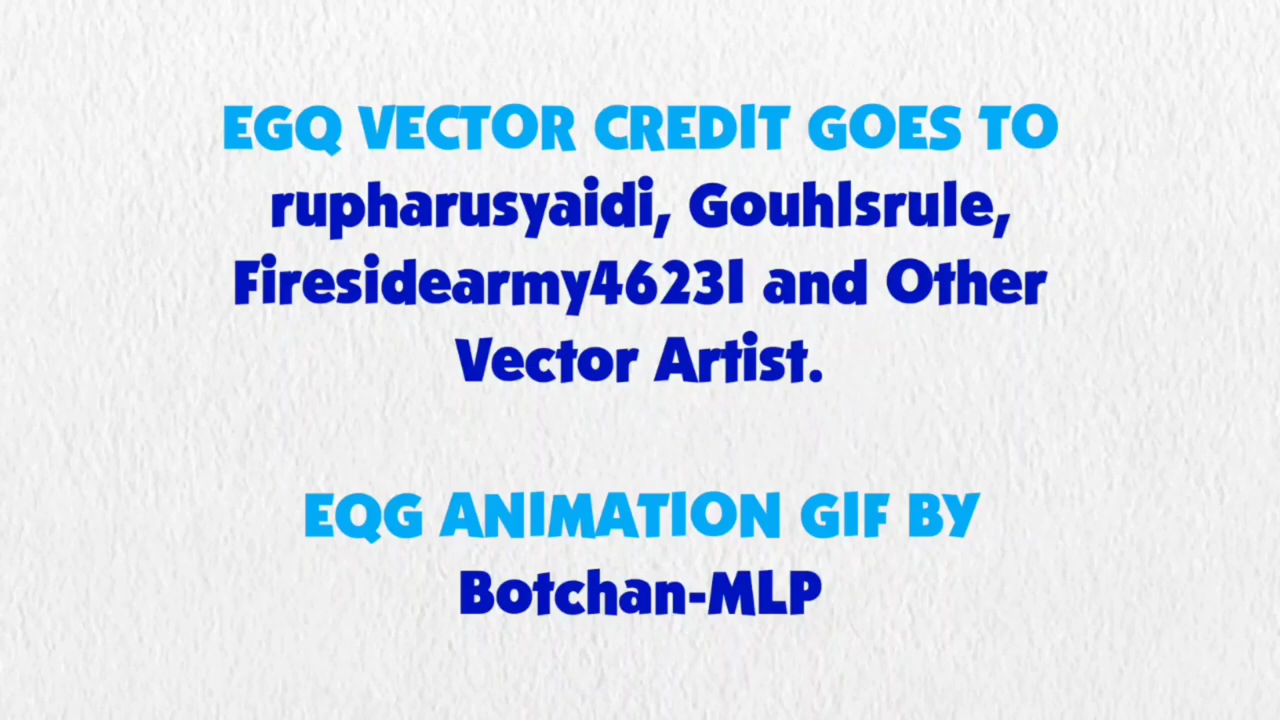 EGQ VECTOR CREDIT GOES TO
rupharusyaidi, Gouhlsrule,
Firesidearmy46231 and Other
Vector Artist.
EQG ANIMATION GIF BY
Botchan-MLP